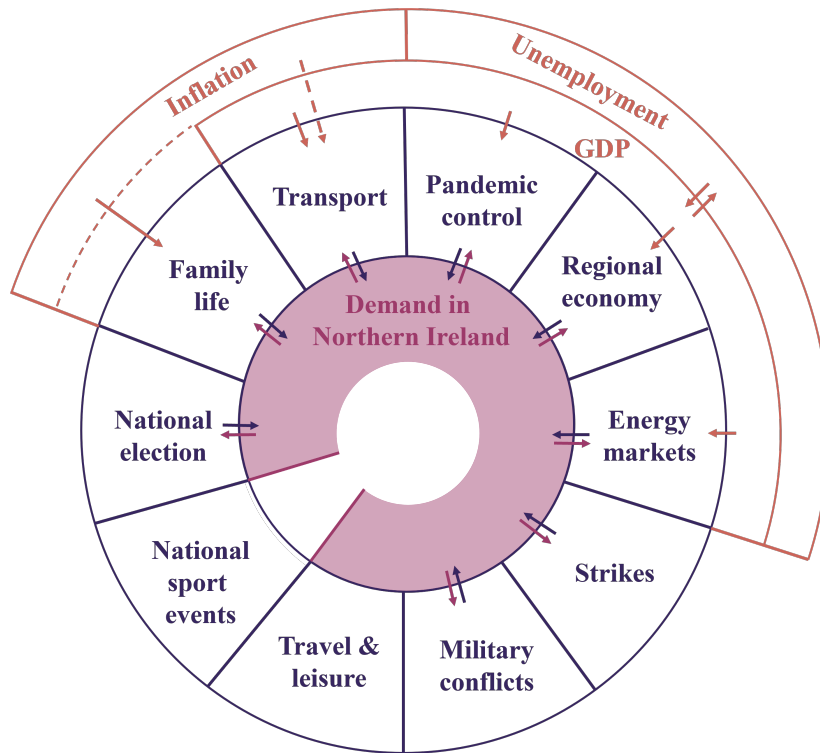 Inflation
Unemployment
GDP
Transport
Pandemic
control
Family
life
Regional
economy
Demand in
Northern Ireland
National
election
Energy
markets
National
sport
events
Strikes
Travel &
leisure
Military
conflicts